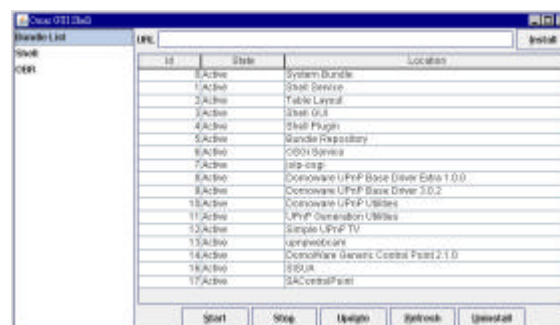 Oscar GUI Shell
Bundle List
Shell
OBR
URL
Install
Id State Location
0 Active System Bundle
1 Active Shell Service
2 Active Table Layout
3 Active Shell GUI
4 Active Shell Plugin
5 Active Bundle Repository
6 Active OSGi Service
7 Active
8 Active Domoware UPnP Base Driver Extra 1.0.0
9 Active Domoware UPnP Base Driver 3.0.2
10 Active Domoware UPnP Utilities
11 Active UPnP Generation Utilities
12 Active Simple UPnP TV
13 Active upnpwebcam
14 Active DomoWare Generic Control Point 2.1.0
16 Active SISUA
17 Active SAControlPoint
Start Stop Update Refresh Uninstall